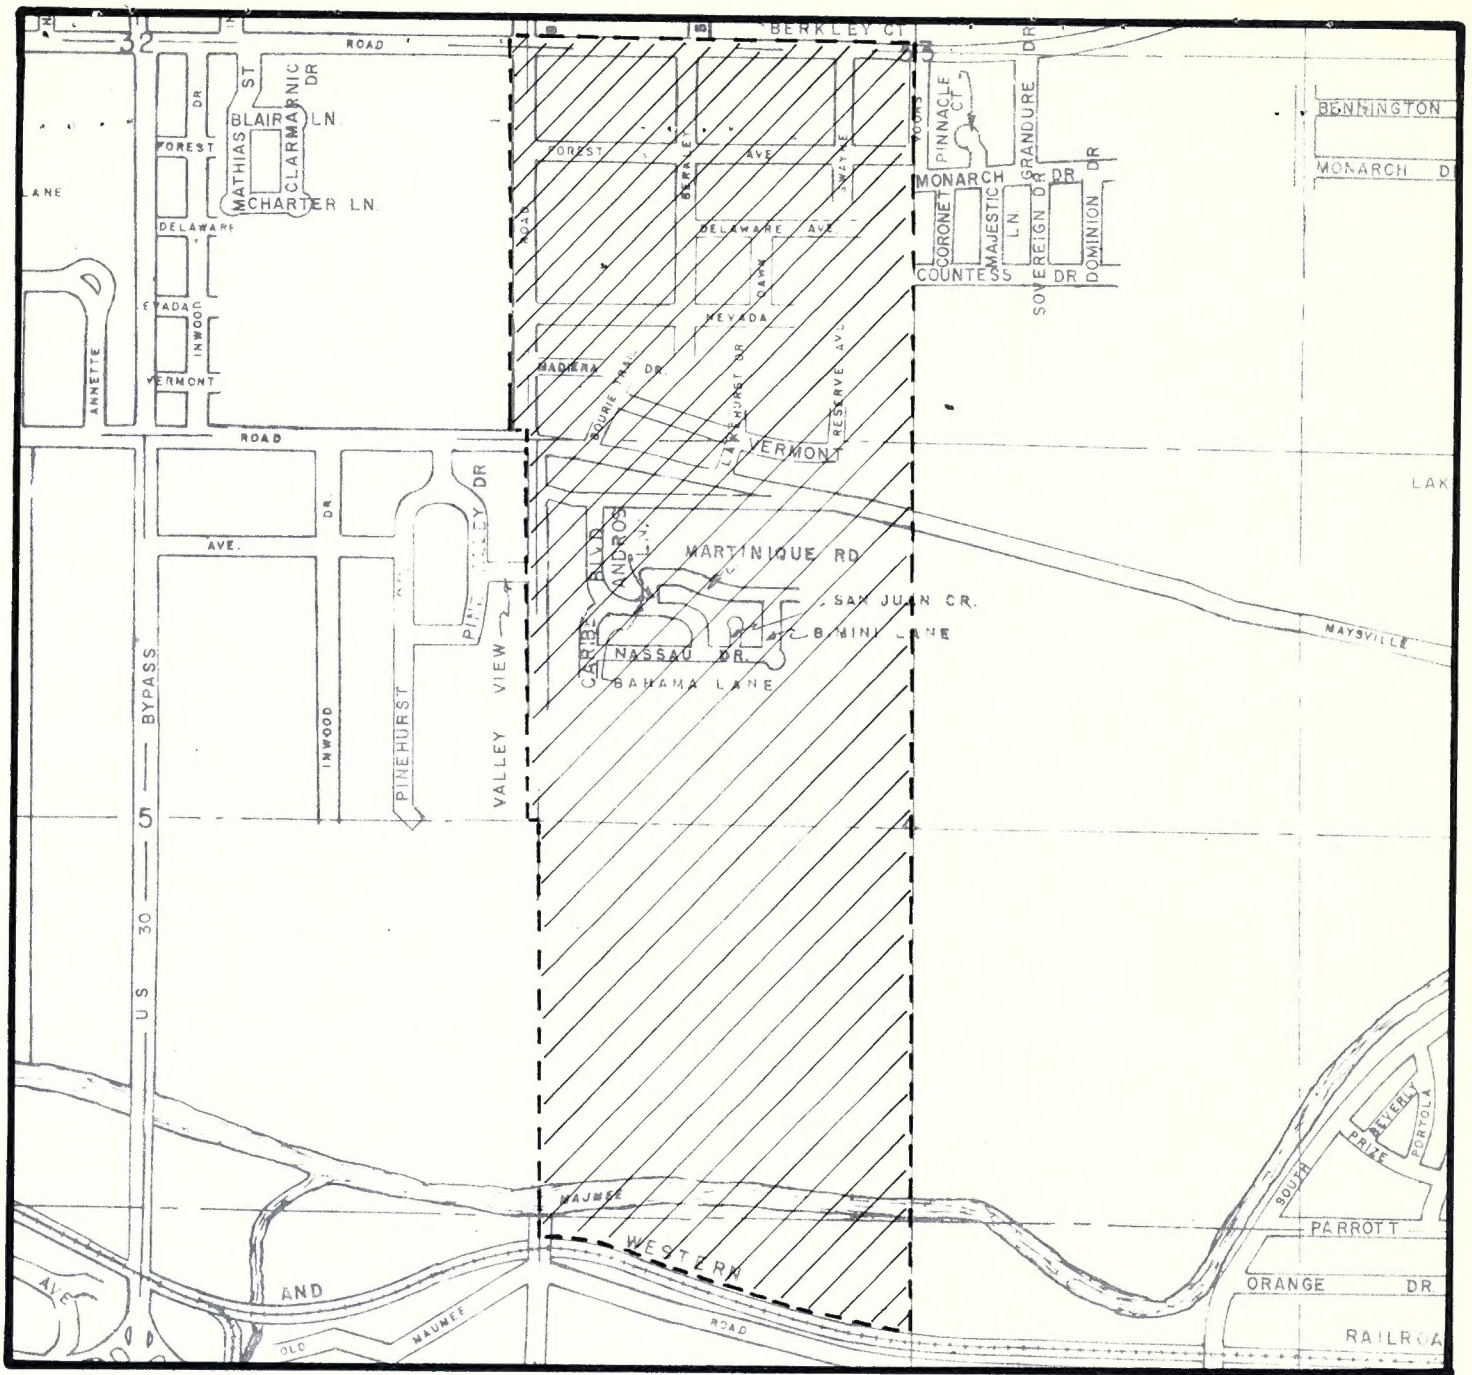 BERKLEY CT
32
ROAD
33
ST
DR
DR
DR
BLAIR LN.
MATHIAS
CLARMARNIC
CHARTER LN.
FOREST
DELAWARE
INWOOD
VERMONT
ANNETTE
LANE
ROAD
FOREST
AVE
BERKLEY
SWAYNE
DELAWARE AVE
DAWN
NEVADA
MADIERA DR.
BOURIE TRAIL
LAKEHURST DR
RESERVE AVE
VERMONT
PINNACLE
CT
GRANDURE
DR
BENNINGTON
MONARCH
MONARCH DR
CORONET
MAJESTIC
LN.
SOVEREIGN DR
DOMINION DR
COUNTESS DR
ROAD
LAK
DR.
AVE.
DR
BLVD
ANDROS
LN.
MARTINIQUE RD
SAN JUAN CR.
BIMINI LANE
CARIBE
NASSAU DR.
BAHAMA LANE
MAYSVILLE
BYPASS
INWOOD
PINEHURST
VALLEY VIEW
5
4
30
US
MAUMEE
WESTERN
AND
AVE
OLD
MAUMEE
ROAD
BEVERLY
PORTOLA
PRIZE
SOUTH
PARROTT
ORANGE DR.
RAILROA